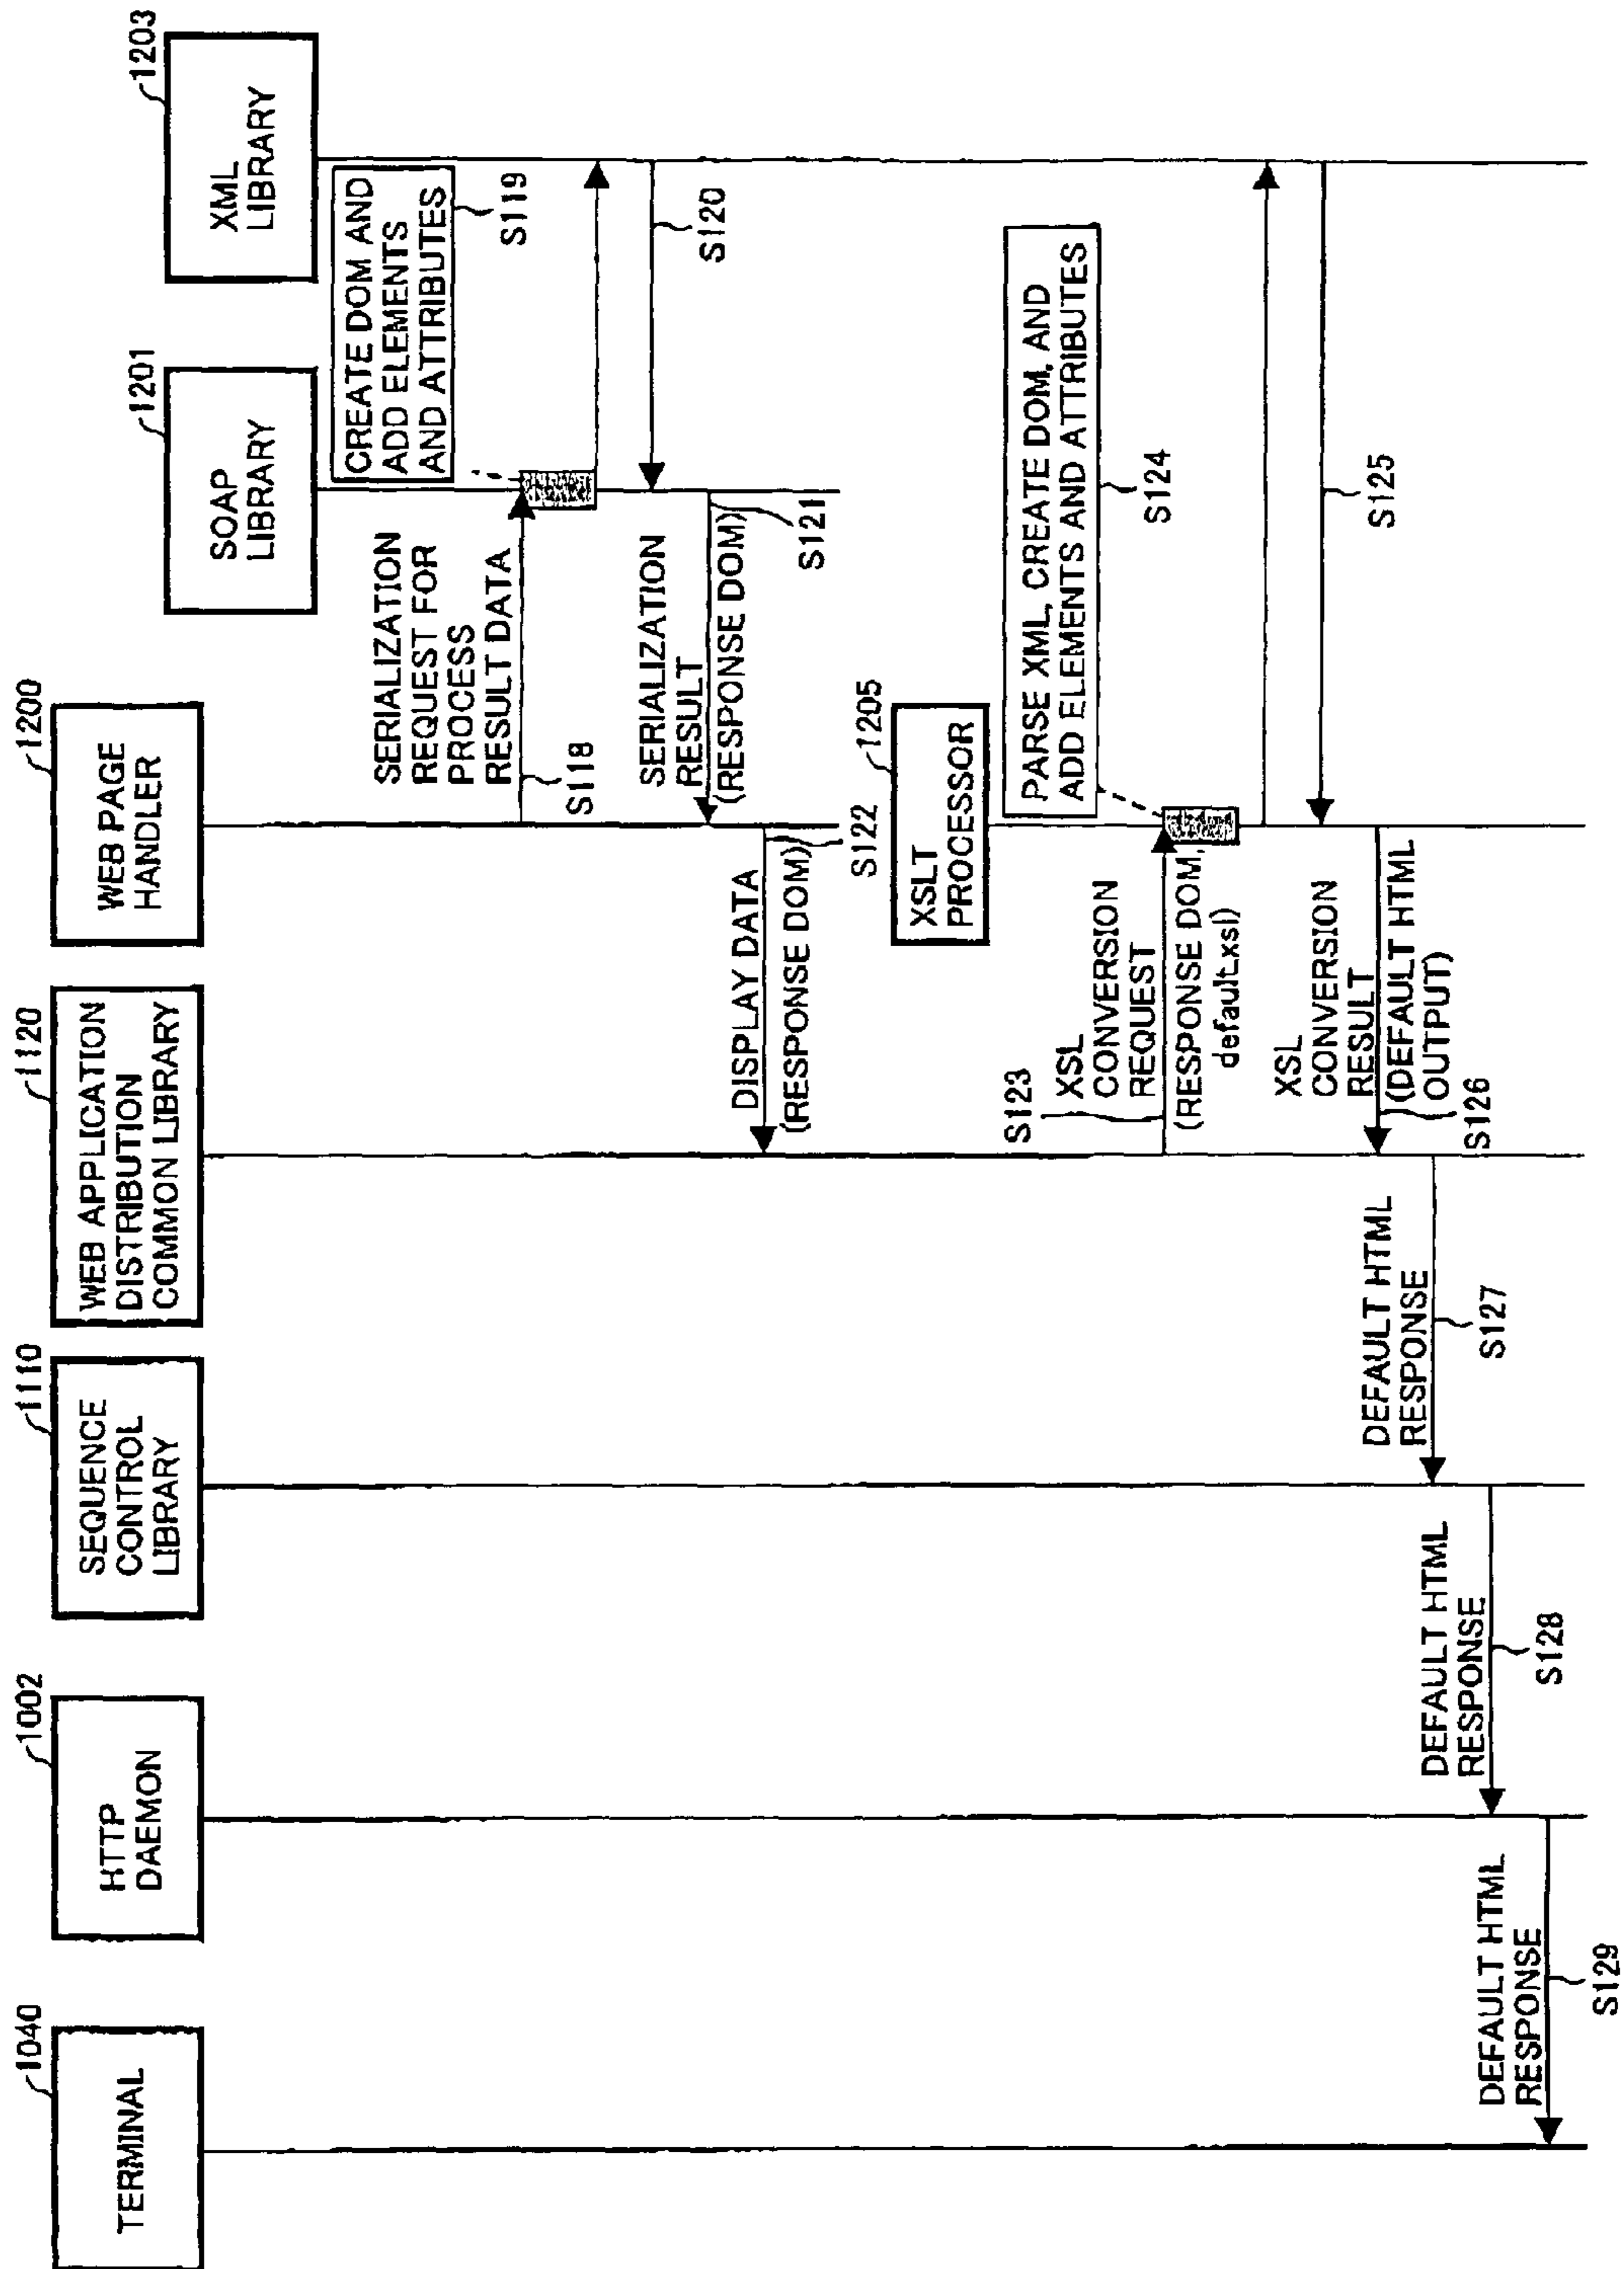 1040
TERMINAL
1002
HTTP
DAEMON
1110
SEQUENCE
CONTROL
LIBRARY
1120
WEB APPLICATION
DISTRIBUTION
COMMON LIBRARY
1200
WEB PAGE
HANDLER
1201
SOAP
LIBRARY
1203
XML
LIBRARY
CREATE DOM AND
ADD ELEMENTS
AND ATTRIBUTES
S119
SERIALIZATION
REQUEST FOR
PROCESS
RESULT DATA
S118
S120
SERIALIZATION
RESULT
(RESPONSE DOM)
S121
DISPLAY DATA
(RESPONSE DOM)
S122
1205
XSLT
PROCESSOR
PARSE XML, CREATE DOM, AND
ADD ELEMENTS AND ATTRIBUTES
S124
S123
XSL
CONVERSION
REQUEST
(RESPONSE DOM,
default.xsl)
S125
XSL
CONVERSION
RESULT
(DEFAULT HTML
OUTPUT)
S126
DEFAULT HTML
RESPONSE
S127
DEFAULT HTML
RESPONSE
S128
DEFAULT HTML
RESPONSE
S129